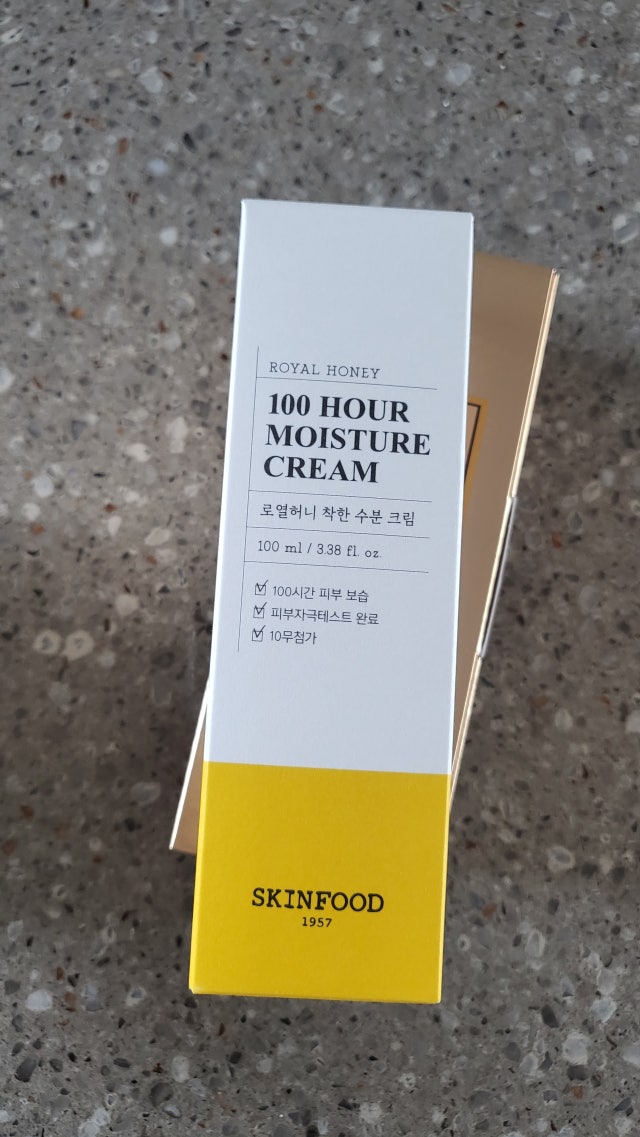 ROYAL HONEY
100 HOUR
MOISTURE
CREAM
로열허니 착한 수분 크림
100 ml / 3.38 fl. oz.
100시간 피부 보습
피부자극테스트 완료
10무첨가
SKINFOOD
1957